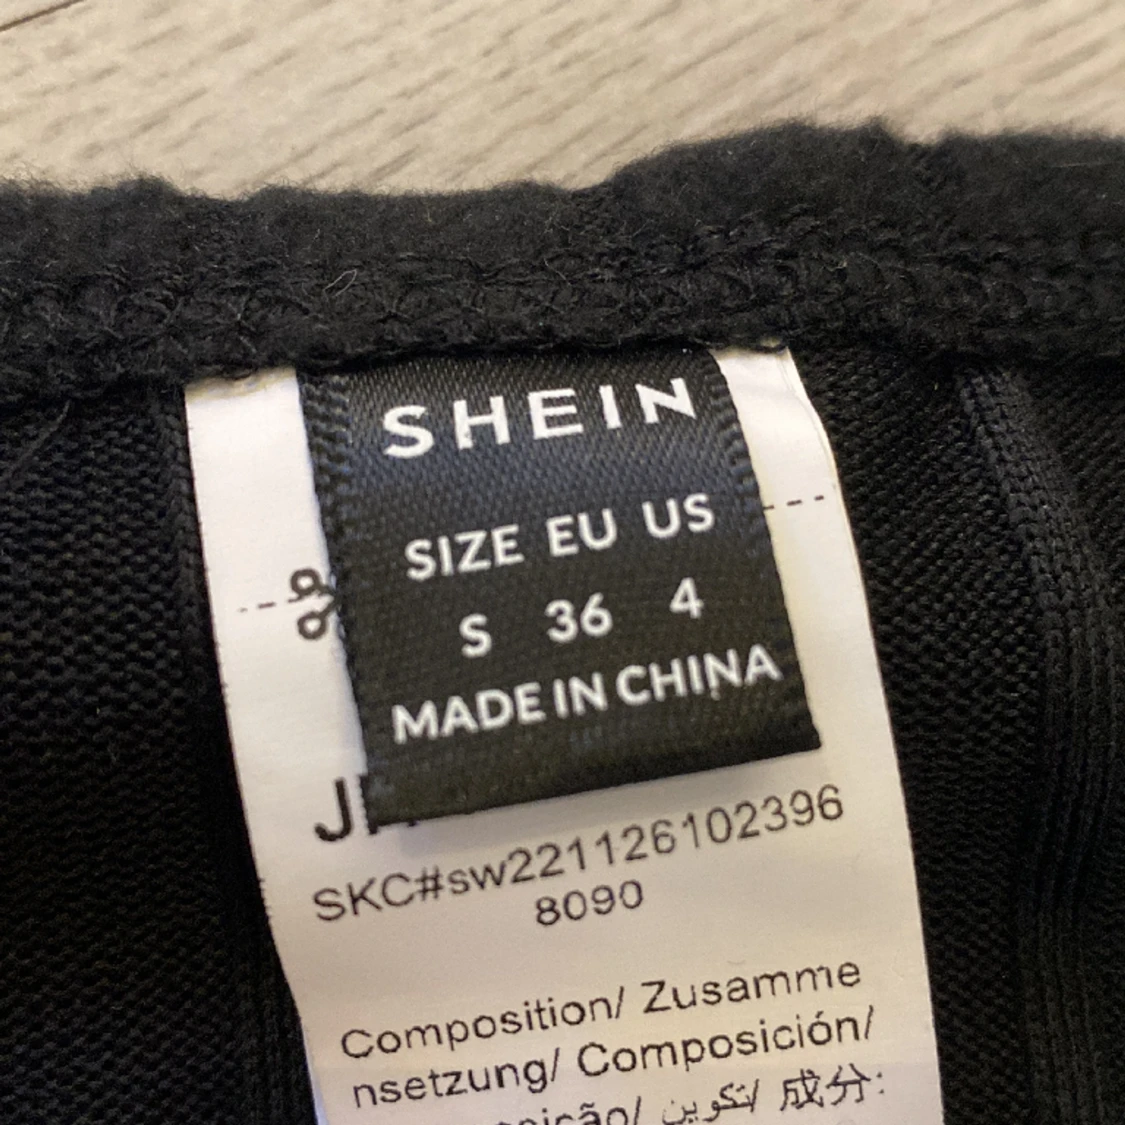 SHEIN
SIZE EU US
S 36 4
MADE IN CHINA
SKC#sw221126102396
8090
Composition/ Zusamme
nsetzung/ Composición/
تكوين/ 成分: